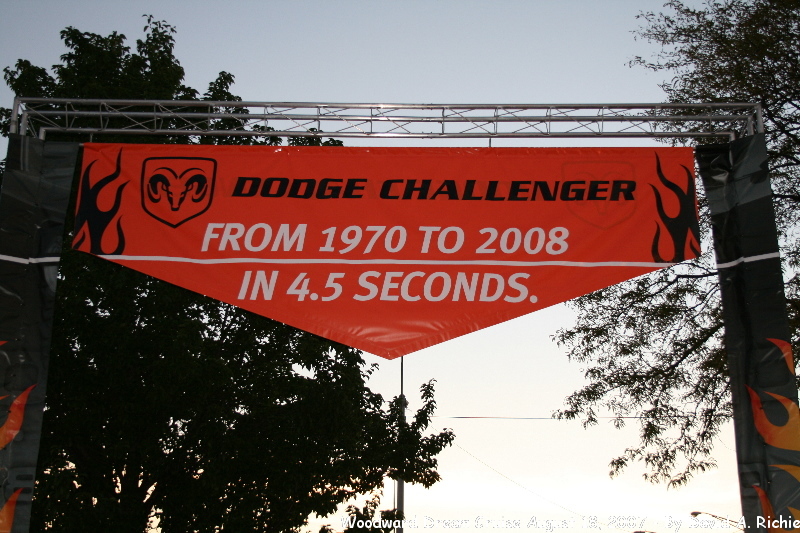 DODGE CHALLENGER
FROM 1970 TO 2008
IN 4.5 SECONDS.
Woodward Dream Cruise August 18, 2007 - By David A. Richie